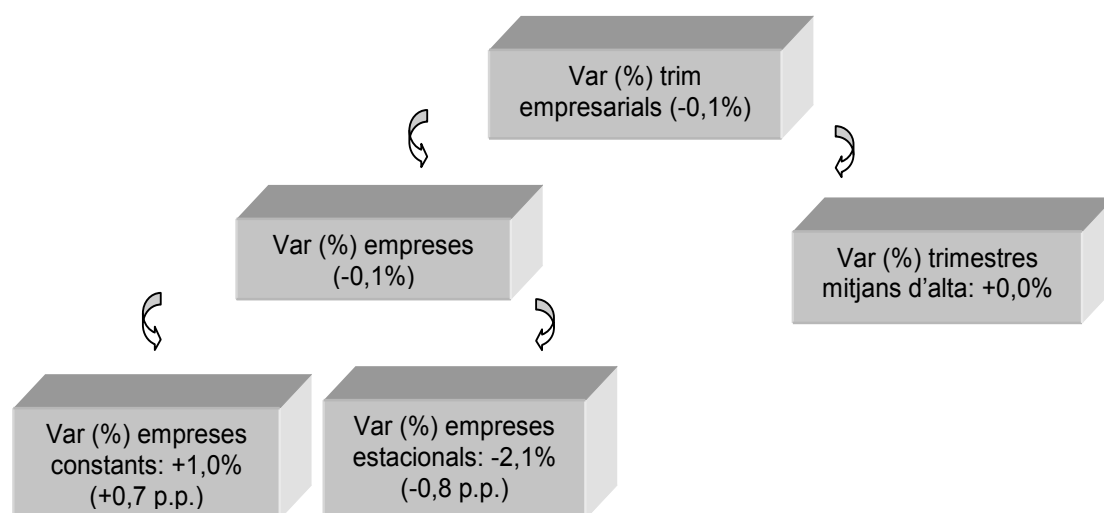 Var (%) trim
empresarials (-0,1%)
Var (%) empreses
(-0,1%)
Var (%) trimestres
mitjans d’alta: +0,0%
Var (%) empreses
constants: +1,0%
(+0,7 p.p.)
Var (%) empreses
estacionals: -2,1%
(-0,8 p.p.)